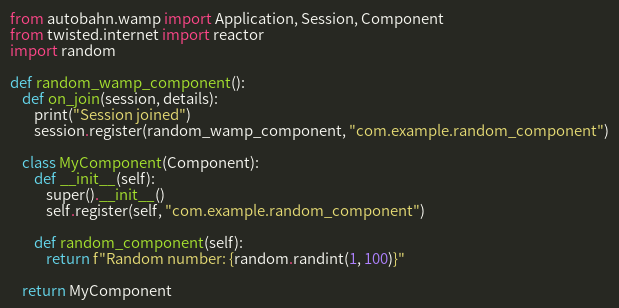 from autobahn.wamp import Application, Session, Component
from twisted.internet import reactor
import random

def random_wamp_component():
    def on_join(session, details):
        print("Session joined")
        session.register(random_wamp_component, "com.example.random_component")

    class MyComponent(Component):
        def __init__(self):
            super().__init__()
            self.register(self, "com.example.random_component")

        def random_component(self):
            return f"Random number: {random.randint(1, 100)}"

    return MyComponent